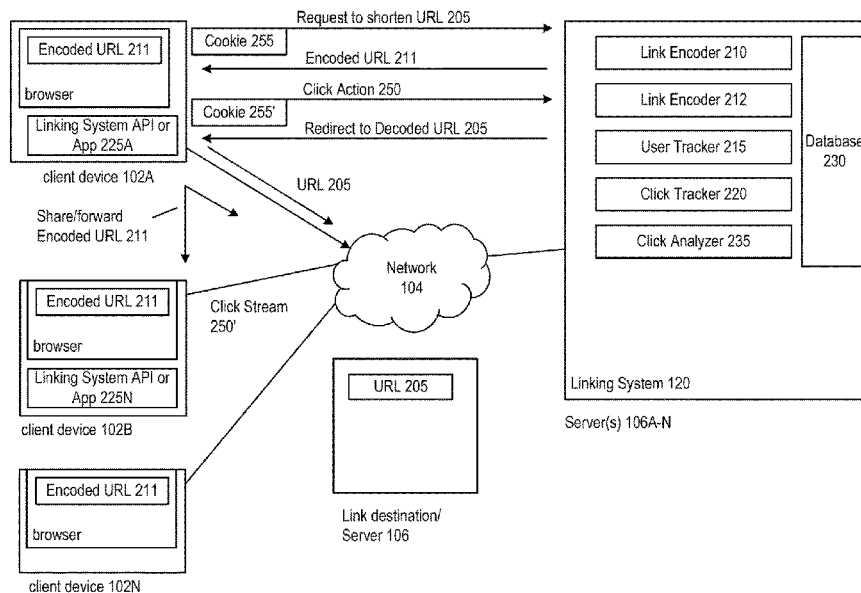 Request to shorten URL 205
Cookie 255
Encoded URL 211
Click Action 250
Cookie 255'
Redirect to Decoded URL 205
Encoded URL 211
browser
Linking System API or
App 225A
client device 102A
URL 205
Share/forward
Encoded URL 211
Link Encoder 210
Link Encoder 212
User Tracker 215
Click Tracker 220
Click Analyzer 235
Database
230
Linking System 120
Server(s) 106A-N
Network
104
Click Stream
250'
Encoded URL 211
browser
Linking System API or
App 225N
client device 102B
URL 205
Link destination/
Server 106
Encoded URL 211
browser
client device 102N